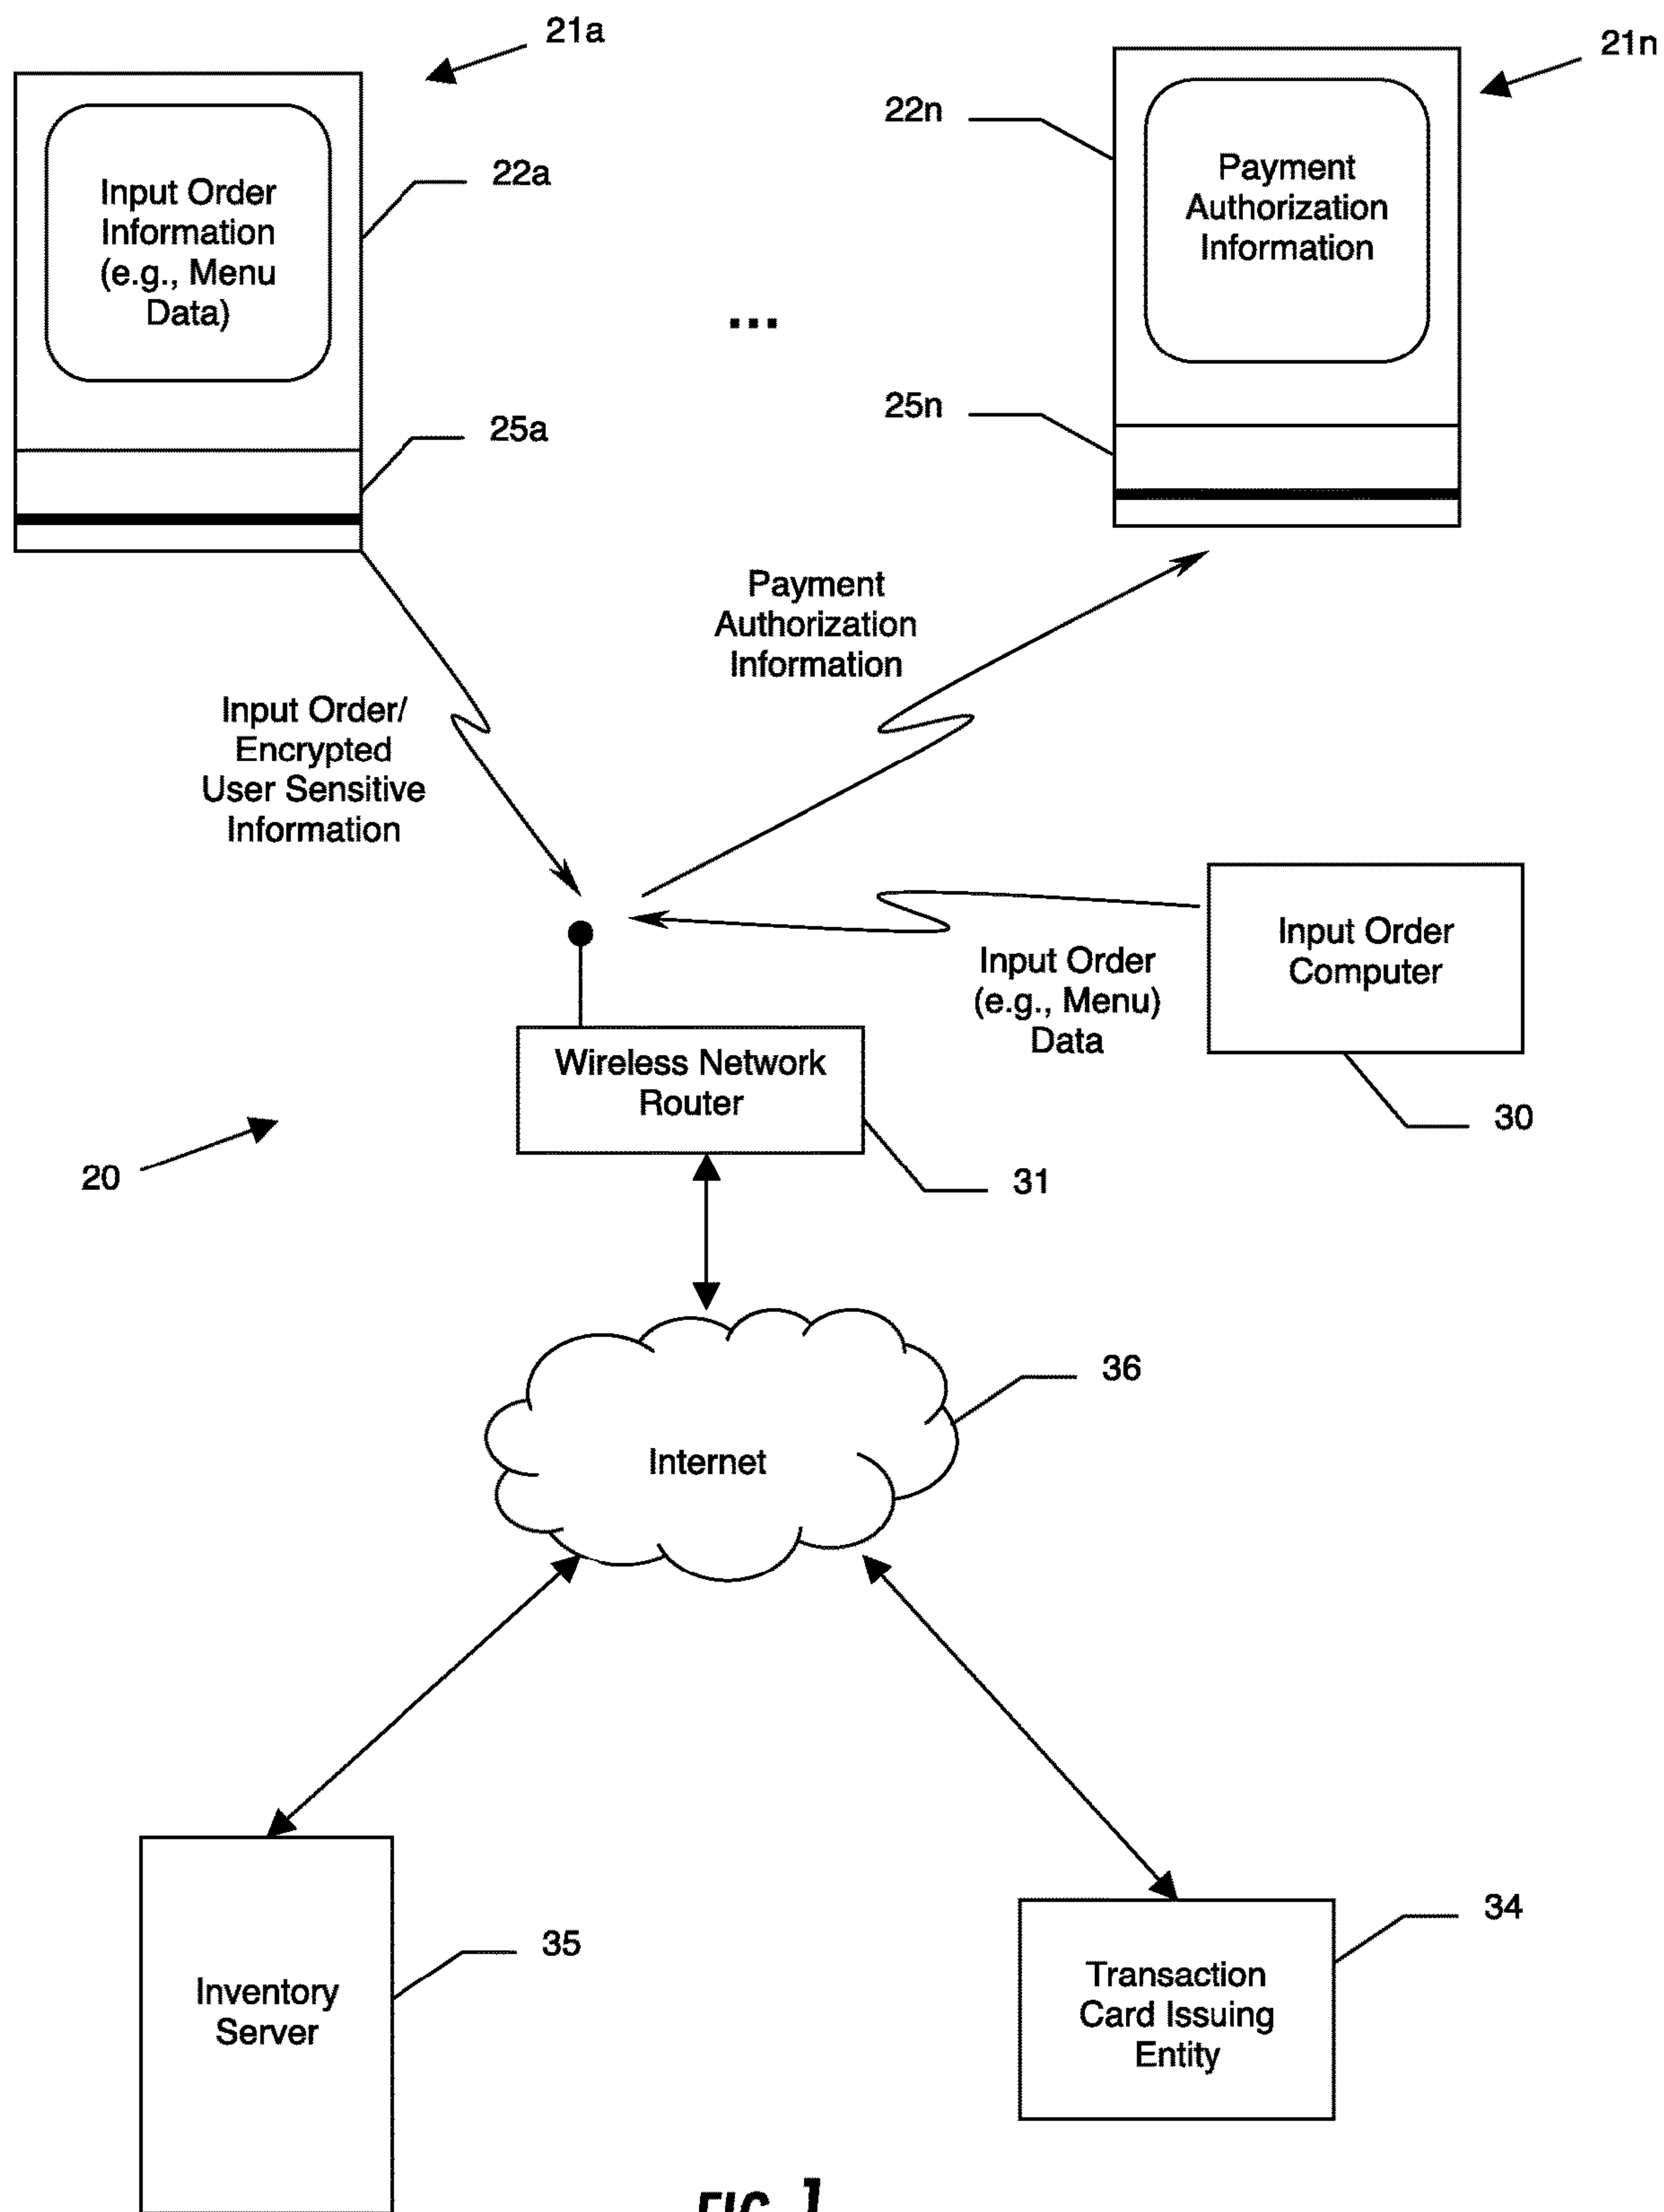 21a
21n
22n
22a
Input Order
Information
(e.g., Menu
Data)
Payment
Authorization
Information
...
25n
25a
Payment
Authorization
Information
Input Order/
Encrypted
User Sensitive
Information
Input Order
Computer
Input Order
(e.g., Menu)
Data
Wireless Network
Router
30
20
31
36
Internet
35
34
Inventory
Server
Transaction
Card Issuing
Entity
FIG. 1